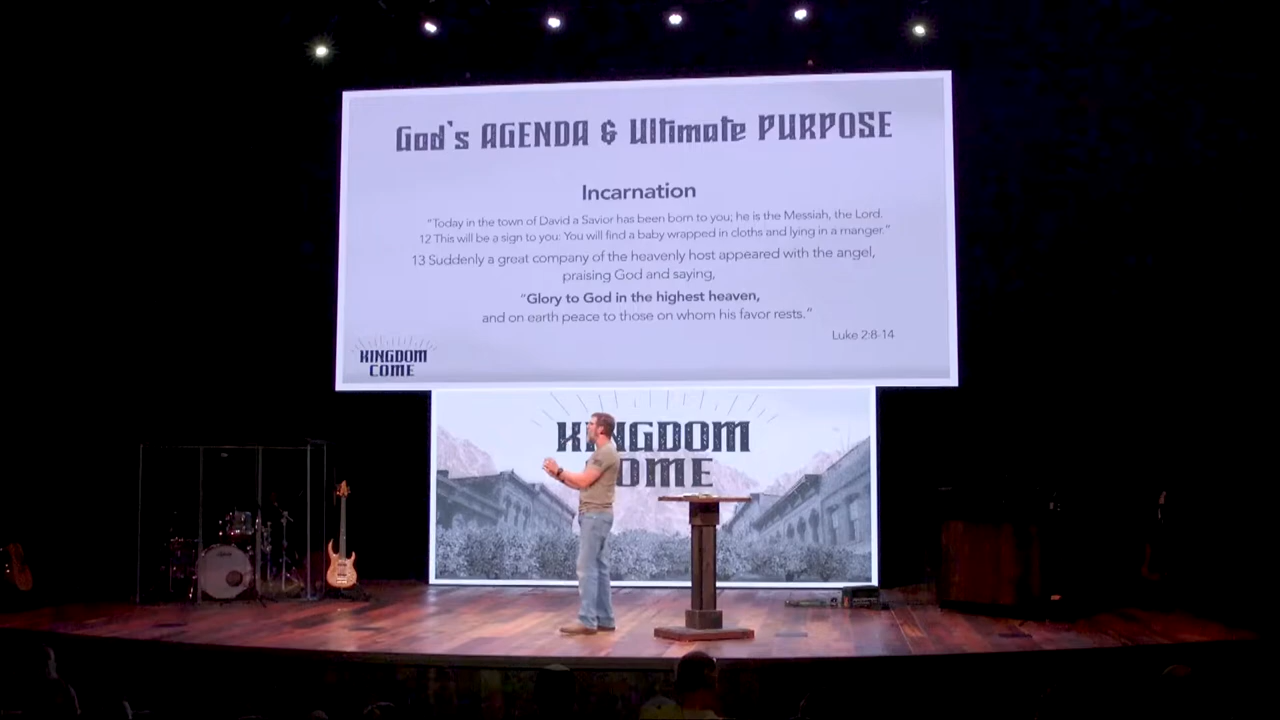 God's AGENDA & Ultimate PURPOSE
Incarnation
"Today in the town of David a Savior has been born to you; he is the Messiah, the Lord.
12 This will be a sign to you: You will find a baby wrapped in cloths and lying in a manger."
13 Suddenly a great company of the heavenly host appeared with the angel,
praising God and saying,
"Glory to God in the highest heaven,
and on earth peace to those on whom his favor rests."
Luke 2:8-14
KINGDOM
COME
KINGDOM
COME